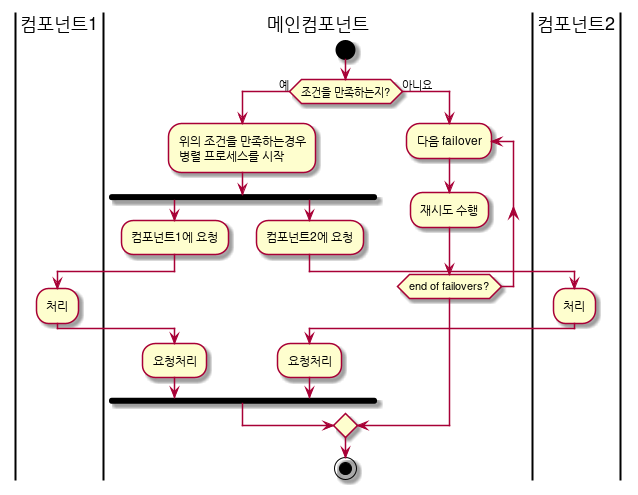 컴포넌트1
메인컴포넌트
컴포넌트2
예
조건을 만족하는지?
아니요
위의 조건을 만족하는경우
병렬 프로세스를 시작
다음 failover
컴포넌트1에 요청
컴포넌트2에 요청
재시도 수행
end of failovers?
처리
처리
요청처리
요청처리